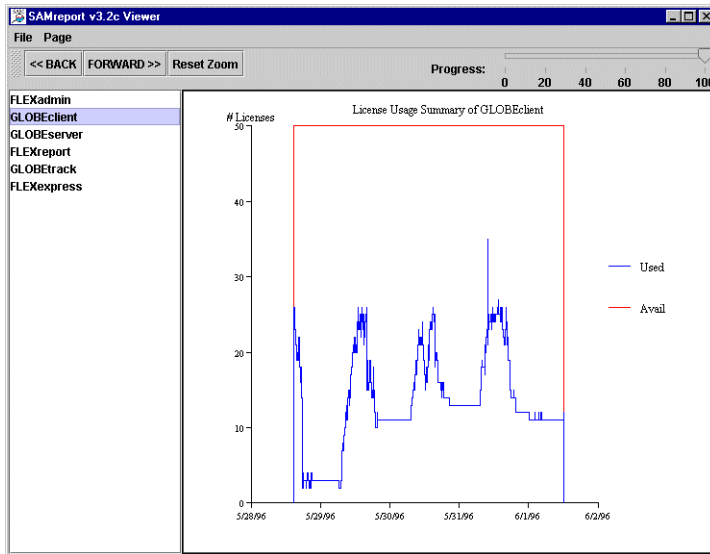 SAMreport v3.2c Viewer
File Page
<< BACK FORWARD >> Reset Zoom
Progress:
0 20 40 60 80 100
FLEXadmin
GLOBEclient
GLOBEserver
FLEXreport
GLOBEtrack
FLEXexpress
License Usage Summary of GLOBEclient
# Licenses
50
40
30
20
10
0
Used
Avail
5/28/96 5/29/96 5/30/96 5/31/96 6/1/96 6/2/96